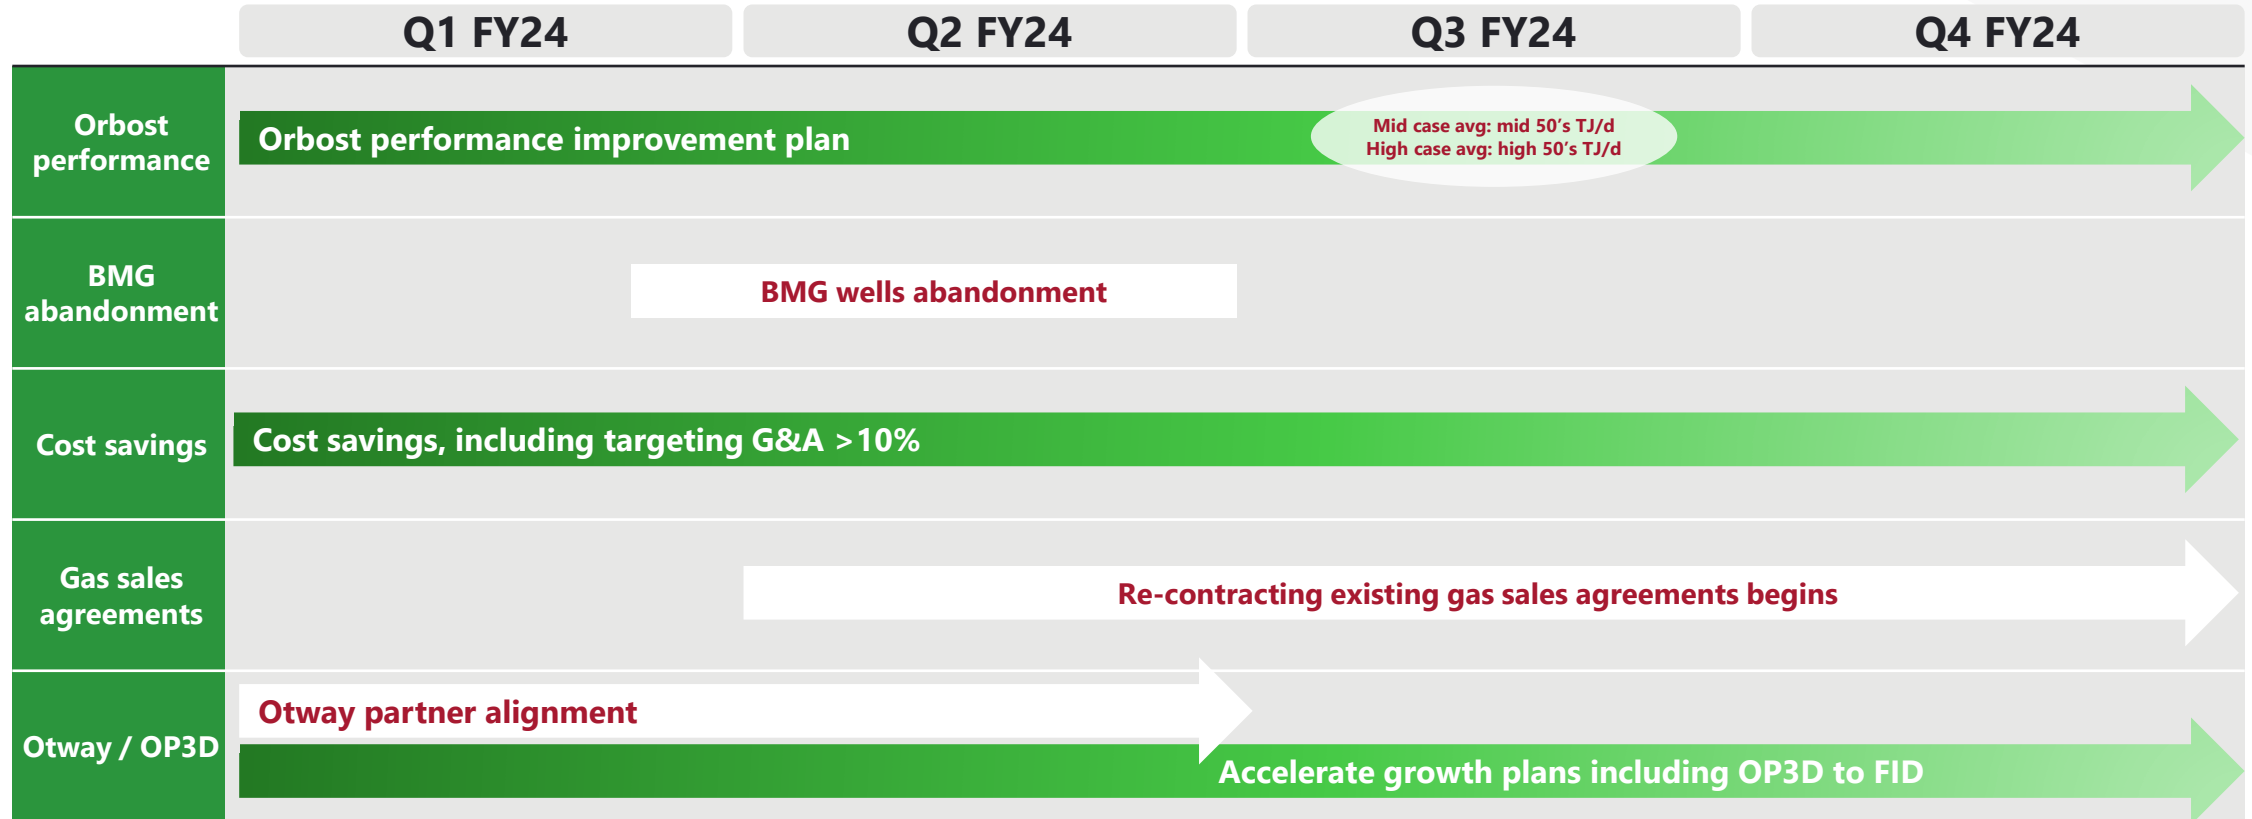 Q1 FY24
Q2 FY24
Q3 FY24
Q4 FY24
Orbost
performance
Orbost performance improvement plan
Mid case avg: mid 50’s TJ/d
High case avg: high 50’s TJ/d
BMG
abandonment
BMG wells abandonment
Cost savings
Cost savings, including targeting G&A >10%
Gas sales
agreements
Re-contracting existing gas sales agreements begins
Otway / OP3D
Otway partner alignment
Accelerate growth plans including OP3D to FID